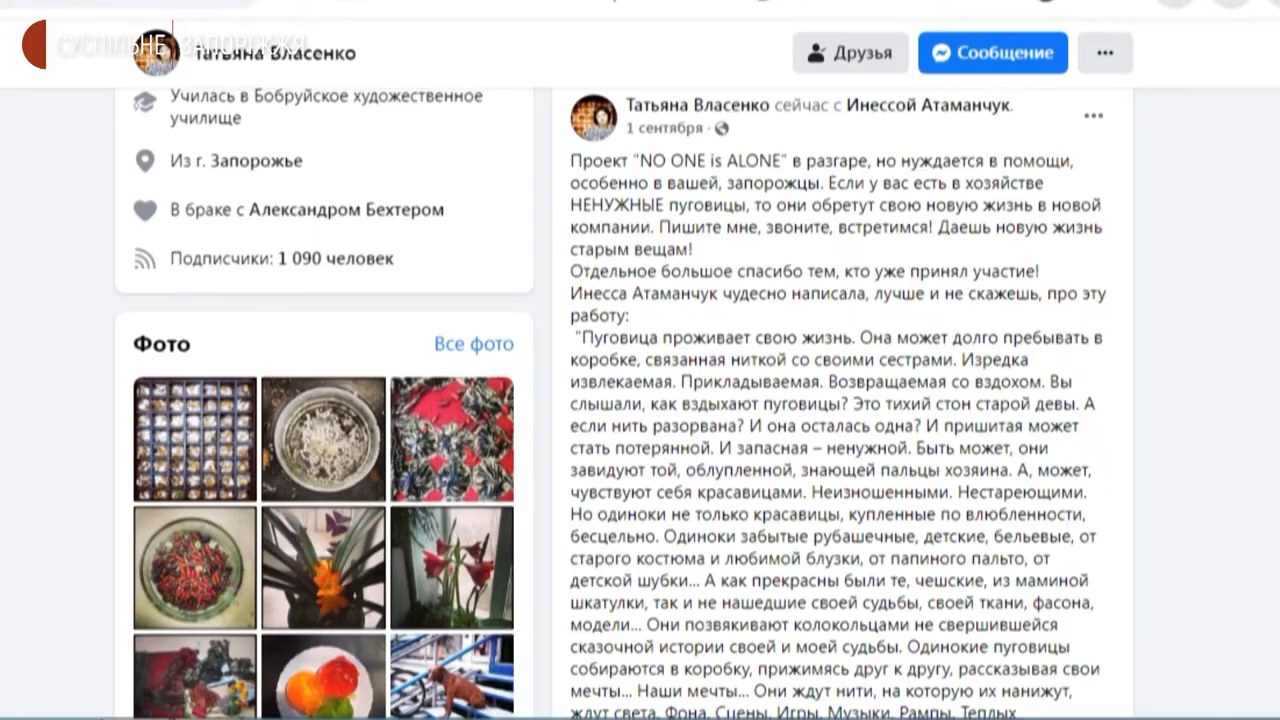 СУСПІЛЬНЕ ЗАПОРІЖЖЯ
Татьяна Власенко
Друзья
Сообщение
Училась в Бобруйское художественное
училище
Из г. Запорожье
В браке с Александром Бехтером
Подписчики: 1 090 человек
Фото
Все фото
Татьяна Власенко сейчас с Инессой Атаманчук.
1 сентября ·
Проект "NO ONE is ALONE" в разгаре, но нуждается в помощи,
особенно в вашей, запорожцы. Если у вас есть в хозяйстве
НЕНУЖНЫЕ пуговицы, то они обретут свою новую жизнь в новой
компании. Пишите мне, звоните, встретимся! Даешь новую жизнь
старым вещам!
Отдельное большое спасибо тем, кто уже принял участие!
Инесса Атаманчук чудесно написала, лучше и не скажешь, про эту
работу:
"Пуговица проживает свою жизнь. Она может долго пребывать в
коробке, связанная ниткой со своими сестрами. Изредка
извлекаемая. Прикладываемая. Возвращаемая со вздохом. Вы
слышали, как вздыхают пуговицы? Это тихий стон старой девы. А
если нить разорвана? И она осталась одна? И пришитая может
стать потерянной. И запасная – ненужной. Быть может, они
завидуют той, облупленной, знающей пальцы хозяина. А, может,
чувствуют себя красавицами. Неизношенными. Нестареющими.
Но одиноки не только красавицы, купленные по влюбленности,
бесцельно. Одиноки забытые рубашечные, детские, бельевые, от
старого костюма и любимой блузки, от папиного пальто, от
детской шубки... А как прекрасны были те, чешские, из маминой
шкатулки, так и не нашедшие своей судьбы, своей ткани, фасона,
модели... Они позвякивают колокольцами не свершившейся
сказочной истории своей и моей судьбы. Одинокие пуговицы
собираются в коробку, прижимясь друг к другу, рассказывая свои
мечты... Наши мечты... Они ждут нити, на которую их нанижут,
ждут света. Фона. Сцены. Игры. Музыки. Рампы. Теплых